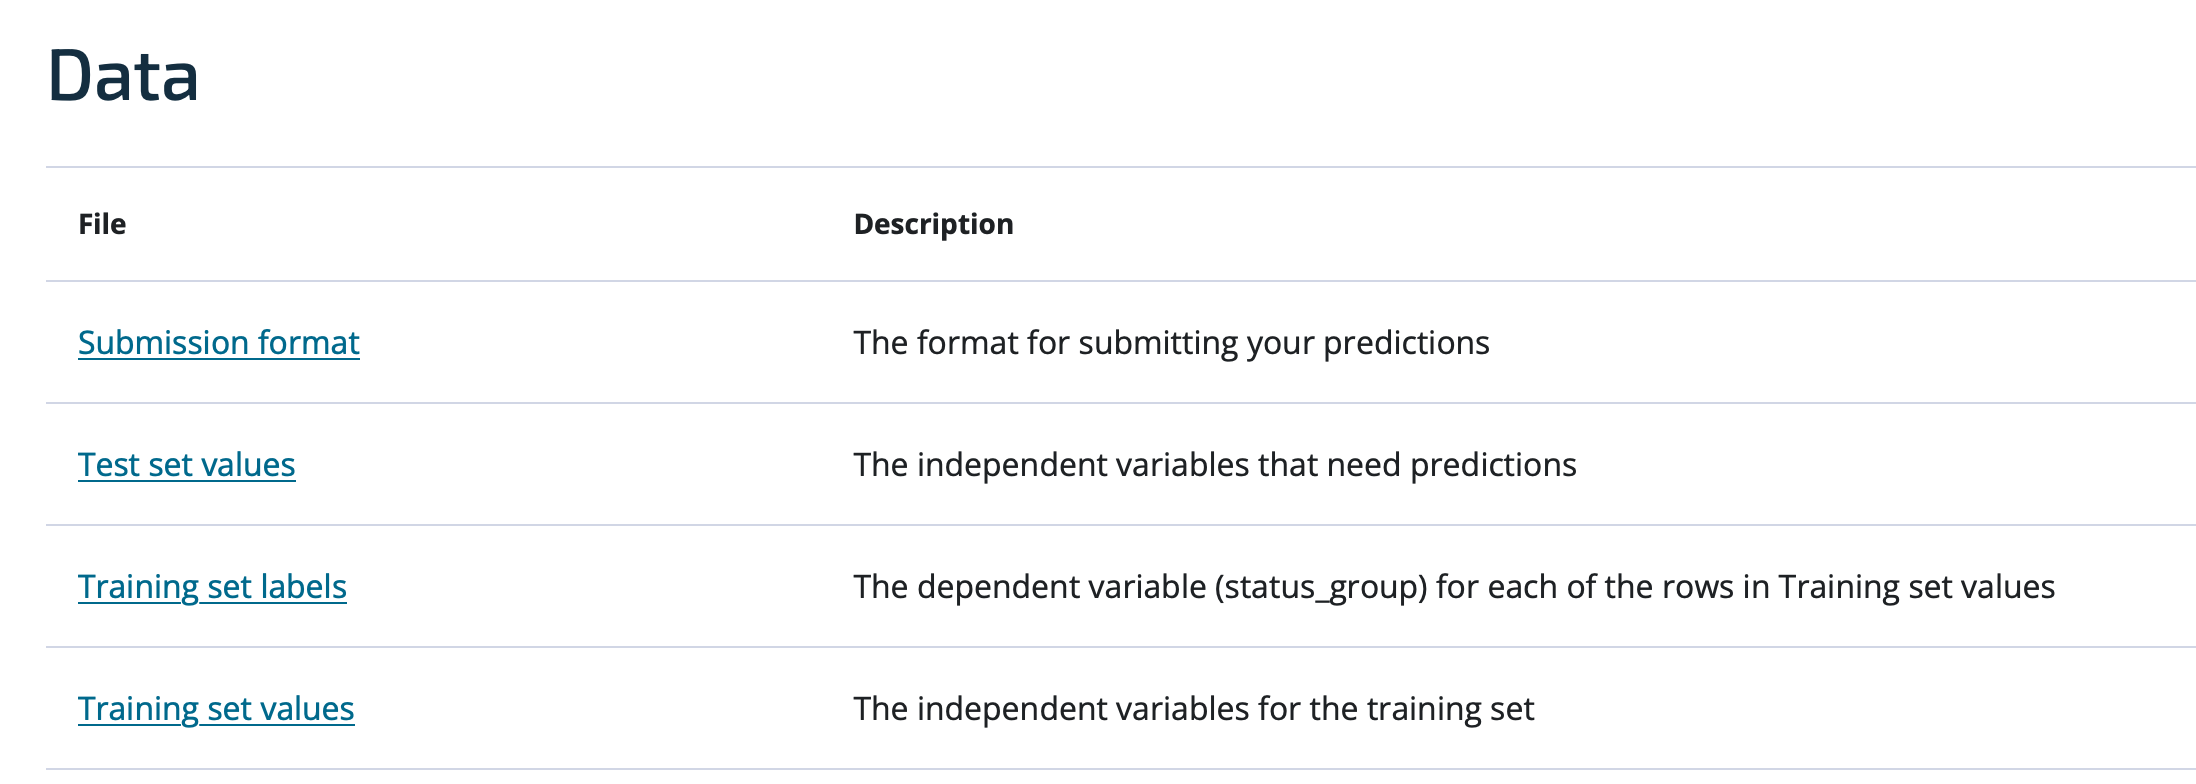 Data
File Description
Submission format The format for submitting your predictions
Test set values The independent variables that need predictions
Training set labels The dependent variable (status_group) for each of the rows in Training set values
Training set values The independent variables for the training set